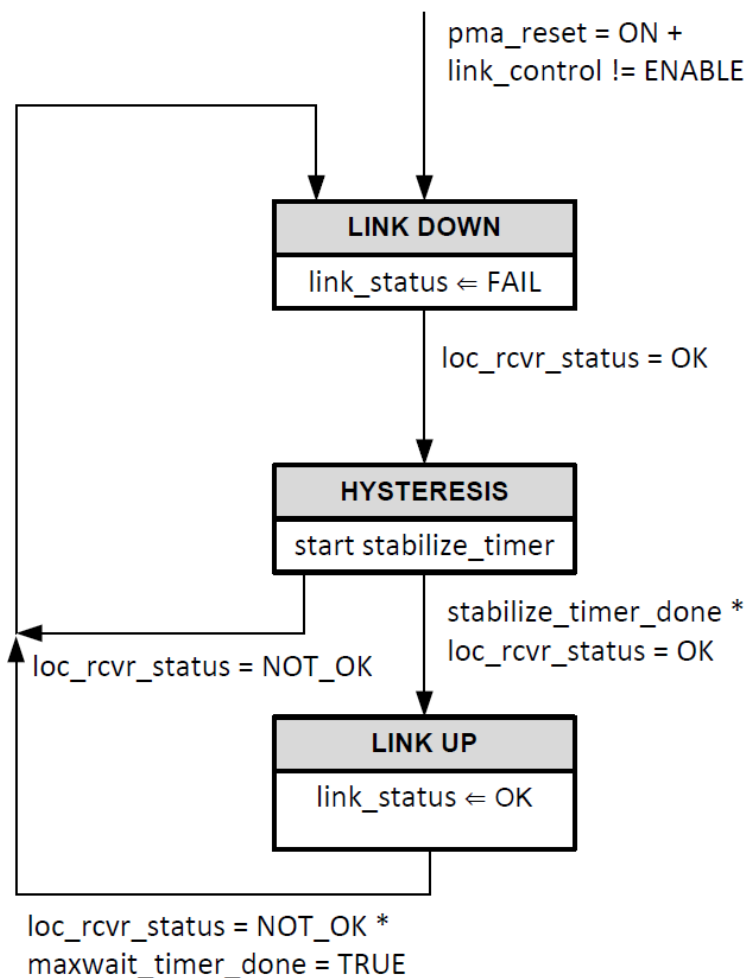 pma_reset = ON +
link_control != ENABLE
LINK DOWN
link_status ⇐ FAIL
loc_rcvr_status = OK
HYSTERESIS
start stabilize_timer
stabilize_timer_done *
loc_rcvr_status = OK
loc_rcvr_status = NOT_OK
LINK UP
link_status ⇐ OK
loc_rcvr_status = NOT_OK *
maxwait_timer_done = TRUE